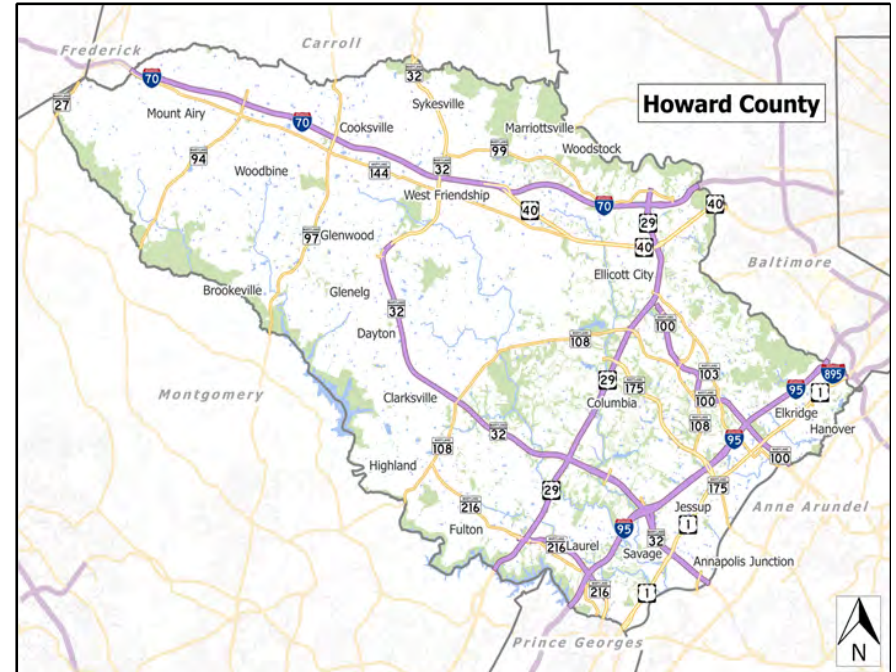 Frederick
Carroll
32
70
27
Howard County
Sykesville
Mount Airy
70
Cooksville
Marriottsville
99
Woodstock
94
144
32
Woodbine
West Friendship
40
70
40
29
97
Glenwood
40
Baltimore
Ellicott City
Brookeville
Glenelg
32
Dayton
100
108
103
29
175
895
95
1
Montgomery
Clarksville
Columbia
100
Elkridge
108
Hanover
32
95
108
100
Highland
175
29
Anne Arundel
216
Jessup
Fulton
95
1
32
216
Laurel
Savage
Annapolis Junction
216
1
Prince Georges
N